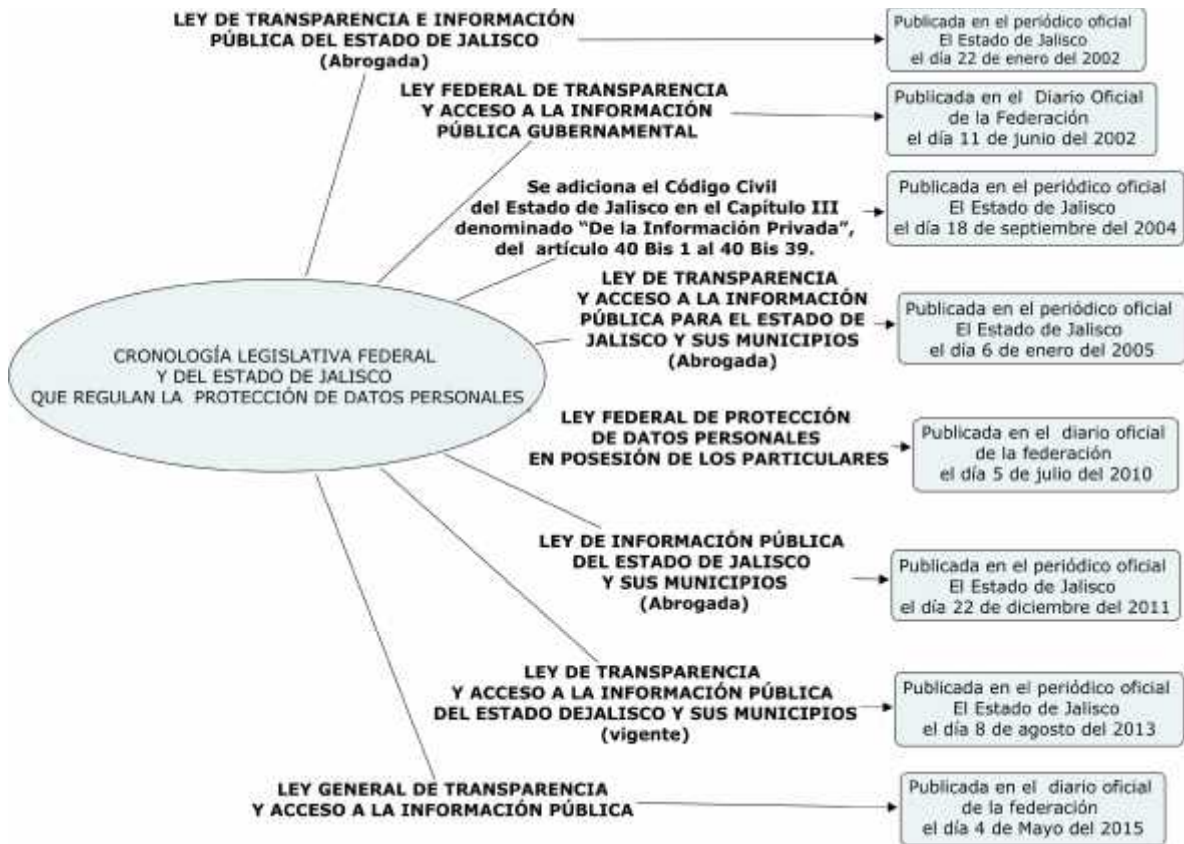 LEY DE TRANSPARENCIA E INFORMACIÓN
PÚBLICA DEL ESTADO DE JALISCO
(Abrogada)
Publicada en el periódico oficial
El Estado de Jalisco
el día 22 de enero del 2002
LEY FEDERAL DE TRANSPARENCIA
Y ACCESO A LA INFORMACIÓN
PÚBLICA GUBERNAMENTAL
Publicada en el Diario Oficial
de la Federación
el día 11 de junio del 2002
Se adiciona el Código Civil
del Estado de Jalisco en el Capítulo III
denominado “De la Información Privada”,
del artículo 40 Bis 1 al 40 Bis 39.
Publicada en el periódico oficial
El Estado de Jalisco
el día 18 de septiembre del 2004
LEY DE TRANSPARENCIA
Y ACCESO A LA INFORMACIÓN
PÚBLICA PARA EL ESTADO DE
JALISCO Y SUS MUNICIPIOS
(Abrogada)
Publicada en el periódico oficial
El Estado de Jalisco
el día 6 de enero del 2005
CRONOLOGÍA LEGISLATIVA FEDERAL
Y DEL ESTADO DE JALISCO
QUE REGULAN LA PROTECCIÓN DE DATOS PERSONALES
LEY FEDERAL DE PROTECCIÓN
DE DATOS PERSONALES
EN POSESIÓN DE LOS PARTICULARES
Publicada en el diario oficial
de la federación
el día 5 de julio del 2010
LEY DE INFORMACIÓN PÚBLICA
DEL ESTADO DE JALISCO
Y SUS MUNICIPIOS
(Abrogada)
Publicada en el periódico oficial
El Estado de Jalisco
el día 22 de diciembre del 2011
LEY DE TRANSPARENCIA
Y ACCESO A LA INFORMACIÓN PÚBLICA
DEL ESTADO DEJALISCO Y SUS MUNICIPIOS
(vigente)
Publicada en el periódico oficial
El Estado de Jalisco
el día 8 de agosto del 2013
LEY GENERAL DE TRANSPARENCIA
Y ACCESO A LA INFORMACIÓN PÚBLICA
Publicada en el diario oficial
de la federación
el día 4 de Mayo del 2015